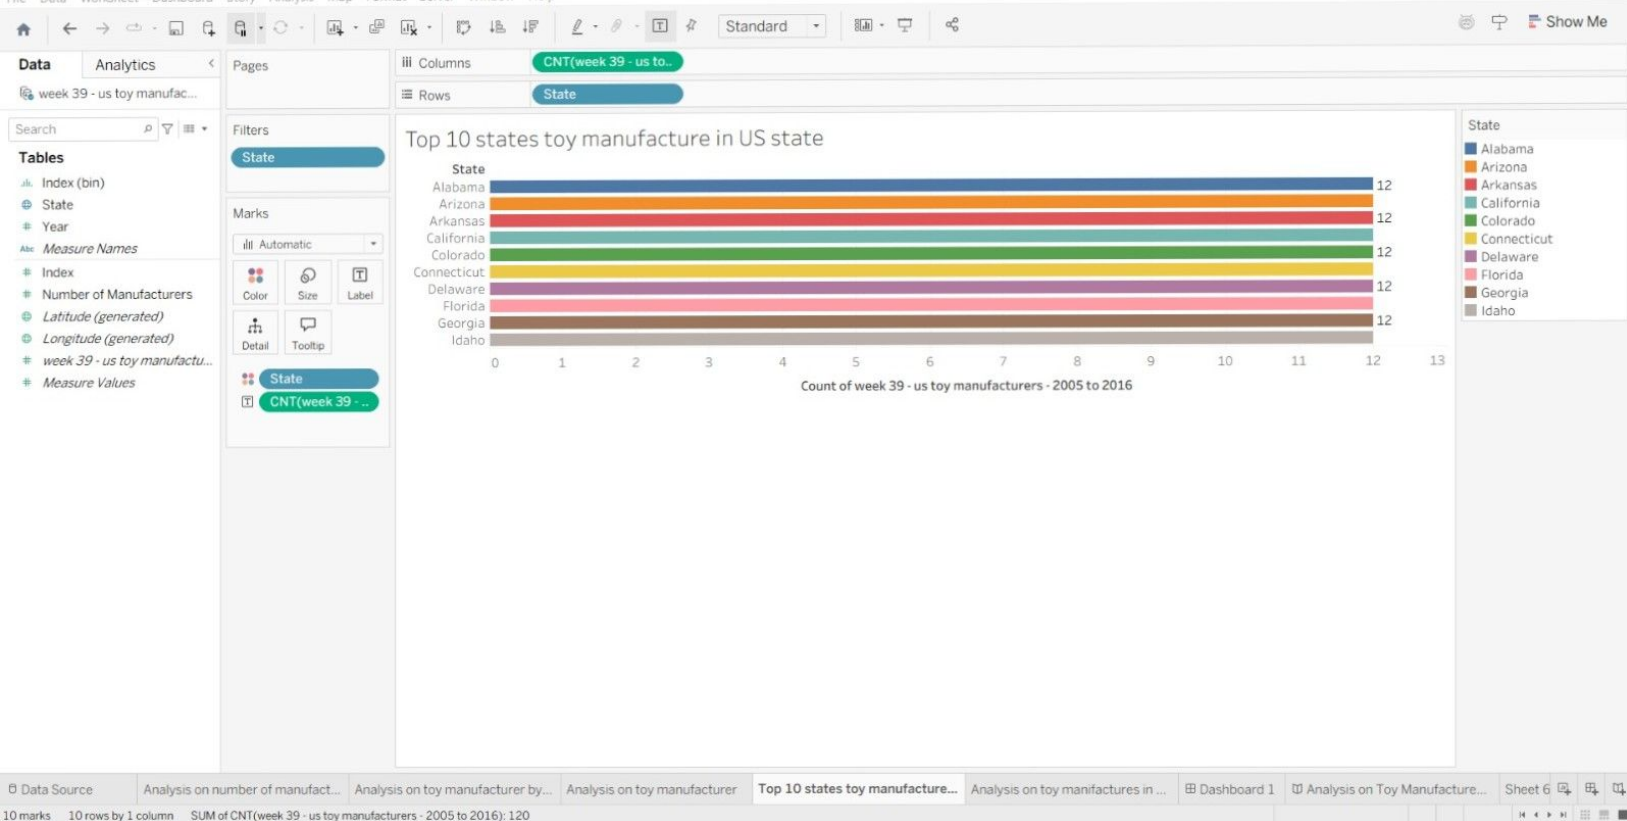 Standard
Show Me
Data
Analytics
Pages
Columns
CNT(week 39 - us to..
week 39 - us toy manufac...
Rows
State
Search
Filters
State
Tables
Index (bin)
State
Year
Abc Measure Names
Index
Number of Manufacturers
Latitude (generated)
Longitude (generated)
week 39 - us toy manufactu...
Measure Values
Marks
Automatic
Color
Size
Label
Detail
Tooltip
State
CNT(week 39 - ..
Top 10 states toy manufacture in US state
State
Alabama 12
Arizona
Arkansas 12
California
Colorado 12
Connecticut
Delaware 12
Florida
Georgia 12
Idaho
0 1 2 3 4 5 6 7 8 9 10 11 12 13
Count of week 39 - us toy manufacturers - 2005 to 2016
State
Alabama
Arizona
Arkansas
California
Colorado
Connecticut
Delaware
Florida
Georgia
Idaho
Data Source
Analysis on number of manufact...
Analysis on toy manufacturer by...
Analysis on toy manufacturer
Top 10 states toy manufacture...
Analysis on toy manifactures in ...
Dashboard 1
Analysis on Toy Manufacture...
Sheet 6
10 marks 10 rows by 1 column SUM of CNT(week 39 - us toy manufacturers - 2005 to 2016): 120